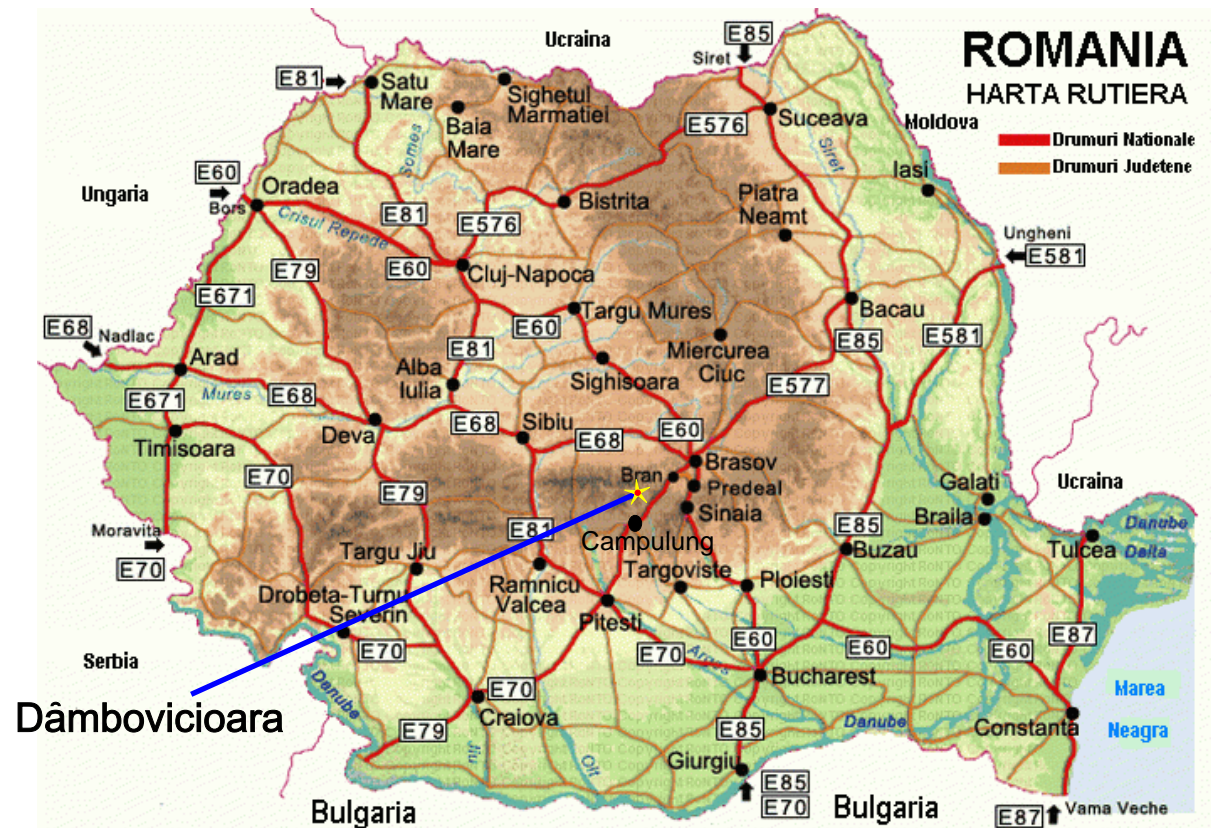 ROMANIA
HARTA RUTIERA
Drumuri Nationale
Drumuri Judetene
Ucraina
E85
Siret
E81
Satu
Mare
Sighetul
Marmatiei
Baia
Mare
Somes
E576
Suceava
Siret
Moldova
Iasi
Ungaria
E60
Bors
Oradea
Crisul Repede
E81
E576
Bistrita
Piatra
Neamt
Ungheni
E581
E79
E60
Cluj-Napoca
E671
E60
Targu Mures
Bacau
E68
Nadlac
Arad
E81
Alba
Iulia
Sighisoara
Miercurea
Ciuc
E85
E581
E577
E671
Mures
E68
Deva
E68
Sibiu
E68
E60
Timisoara
E70
E79
Bran
Brasov
Predeal
Sinaia
Galati
Braila
Ucraina
Danube
Delta
Tulcea
Moravita
E70
E81
Campulung
E85
Buzau
Targu Jiu
Ramnicu
Valcea
Targoviste
Ploiesti
Drobeta-Turnu
Severin
Pitesti
E70
E70
Arges
E60
E60
E60
E87
Serbia
Danube
E70
Craiova
Bucharest
Marea
Neagra
Dâmbovicioara
E79
Jiu
Olt
E85
Danube
Constanta
Giurgiu
E85
E70
Bulgaria
Bulgaria
E87
Vama Veche